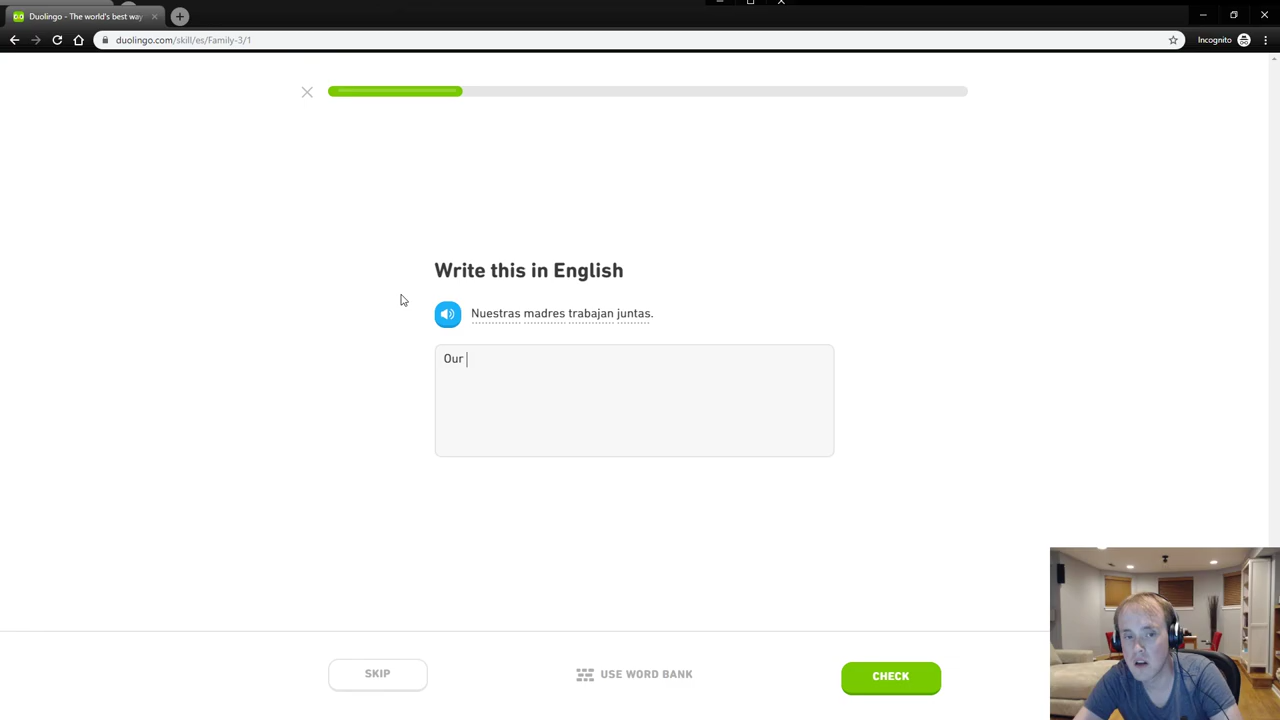 Duolingo - The world's best way
duolingo.com/skill/es/Family-3/1
Incognito
Write this in English
Nuestras madres trabajan juntas.
Our
SKIP
USE WORD BANK
CHECK